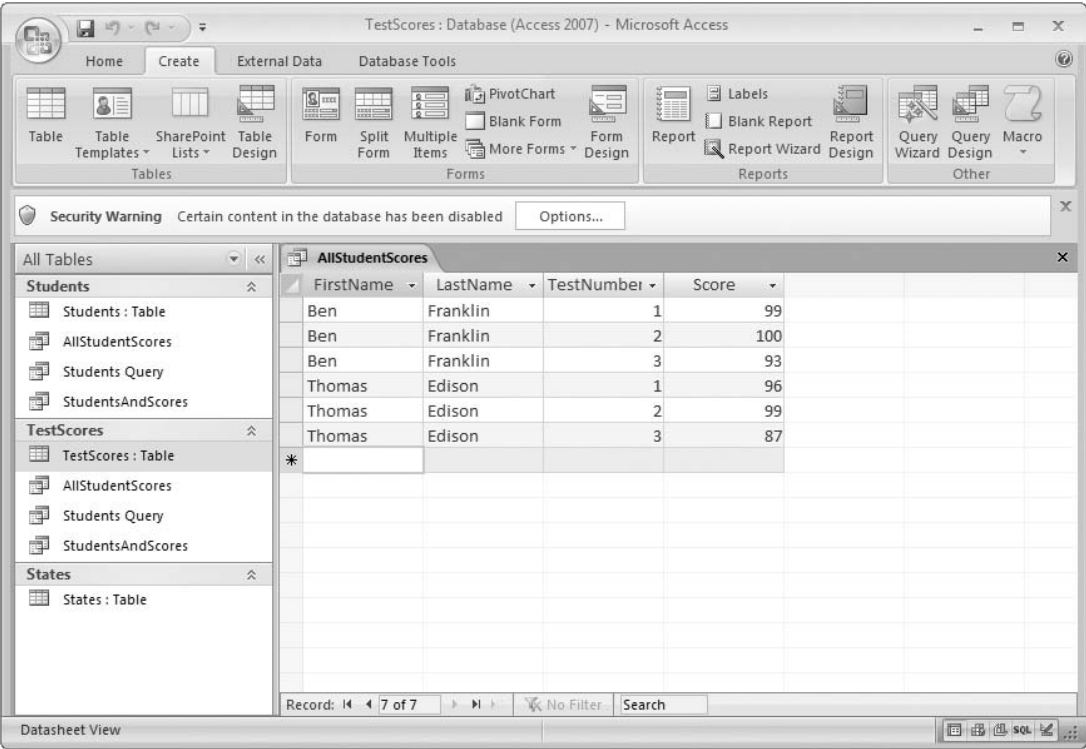 TestScores : Database (Access 2007) - Microsoft Access
Home Create External Data Database Tools
Table
Table Templates
SharePoint Lists
Table Design
Tables
Form
Split Form
Multiple Items
PivotChart
Blank Form
More Forms
Form Design
Forms
Report
Labels
Blank Report
Report Wizard
Report Design
Reports
Query Wizard
Query Design
Macro
Other
Security Warning Certain content in the database has been disabled Options...
All Tables
Students
Students : Table
AllStudentScores
Students Query
StudentsAndScores
TestScores
TestScores : Table
AllStudentScores
Students Query
StudentsAndScores
States
States : Table
AllStudentScores
FirstName LastName TestNumber Score
Ben Franklin 1 99
Ben Franklin 2 100
Ben Franklin 3 93
Thomas Edison 1 96
Thomas Edison 2 99
Thomas Edison 3 87
Record: 7 of 7 No Filter Search
Datasheet View SQL